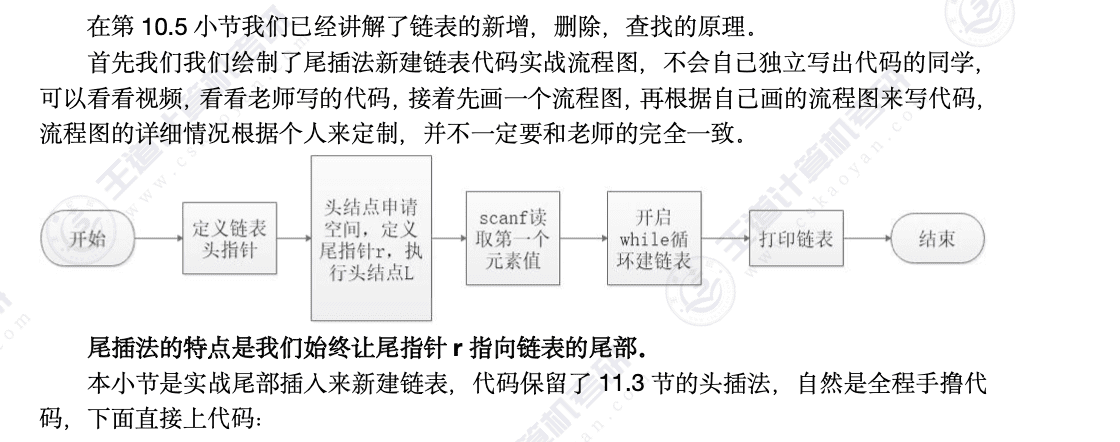 在第 10.5 小节我们已经讲解了链表的新增，删除，查找的原理。
首先我们我们绘制了尾插法新建链表代码实战流程图，不会自己独立写出代码的同学，
可以看看视频，看看老师写的代码，接着先画一个流程图，再根据自己画的流程图来写代码，
流程图的详细情况根据个人来定制，并不一定要和老师的完全一致。
开始
定义链表
头指针
头结点申请
空间，定义
尾指针r，执
行头结点L
scanf读
取第一个
元素值
开启
while循
环建链表
打印链表
结束
尾插法的特点是我们始终让尾指针 r 指向链表的尾部。
本小节是实战尾部插入来新建链表，代码保留了 11.3 节的头插法，自然是全程手撸代
码，下面直接上代码：
王道计算机考研